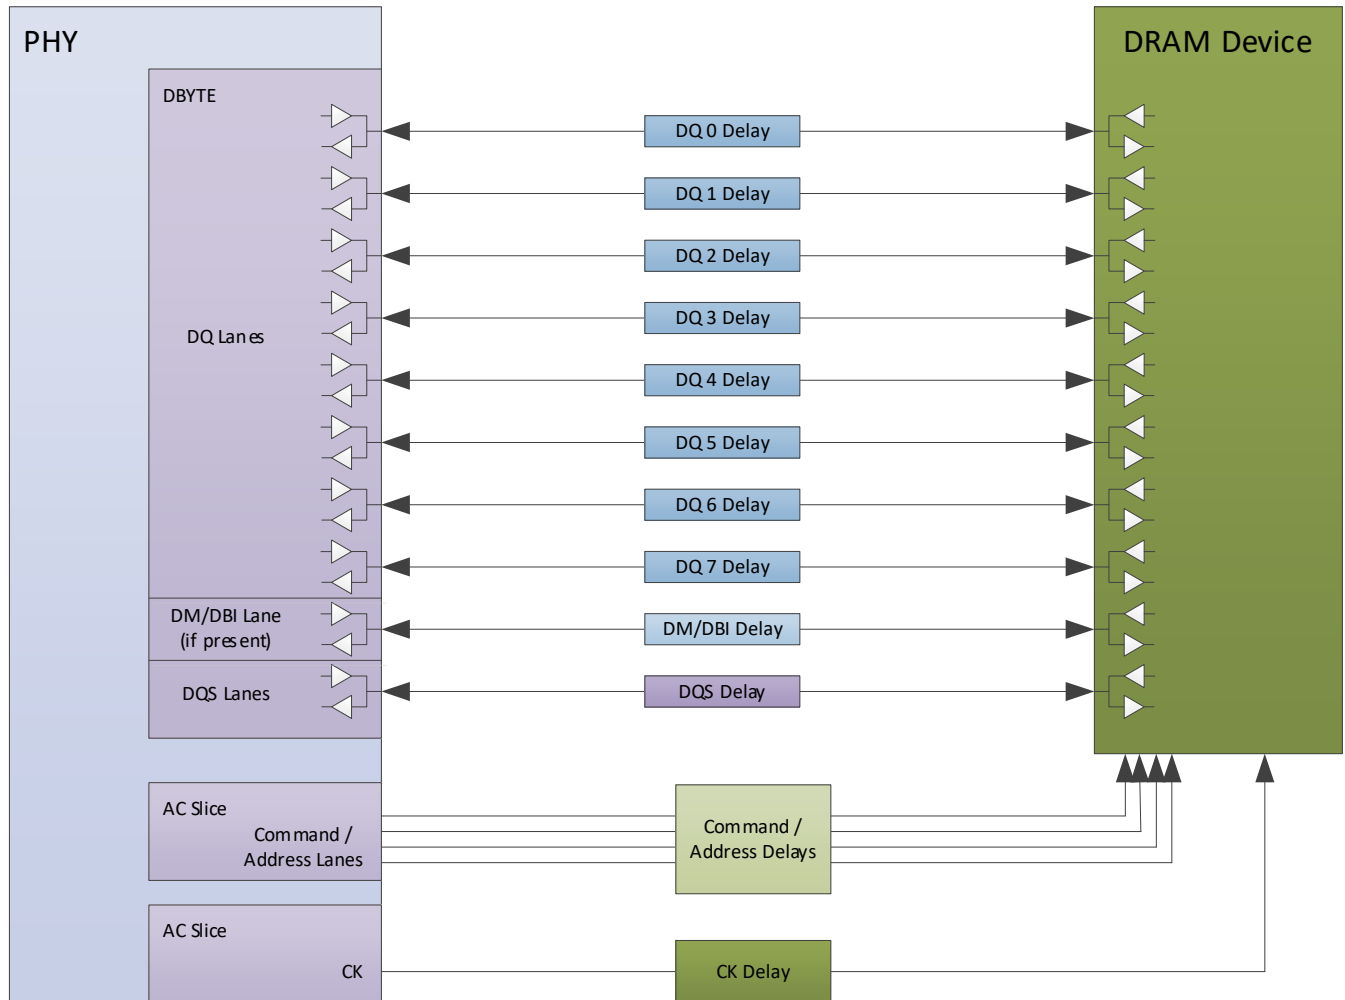 PHY
DRAM Device
DBYTE
DQ 0 Delay
DQ 1 Delay
DQ 2 Delay
DQ 3 Delay
DQ Lanes
DQ 4 Delay
DQ 5 Delay
DQ 6 Delay
DQ 7 Delay
DM/DBI Lane
(if present)
DM/DBI Delay
DQS Lanes
DQS Delay
AC Slice
Command /
Address Lanes
Command /
Address Delays
AC Slice
CK
CK Delay